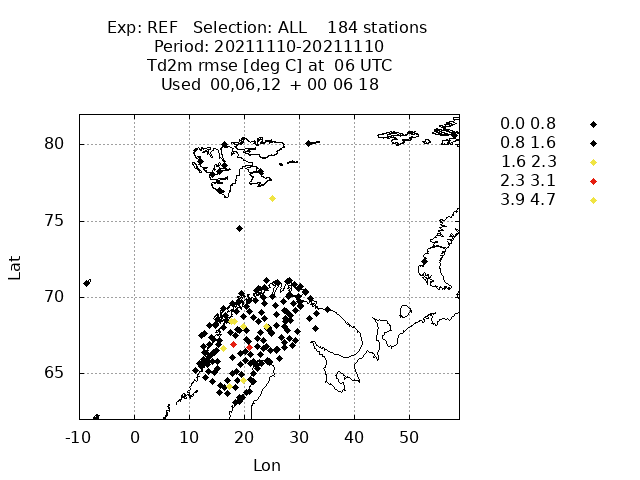 Exp: REF Selection: ALL 184 stations
Period: 20211110-20211110
Td2m rmse [deg C] at 06 UTC
Used 00,06,12 + 00 06 18
0.0 0.8
0.8 1.6
1.6 2.3
2.3 3.1
3.9 4.7
80
75
70
65
Lat
-10 0 10 20 30 40 50
Lon